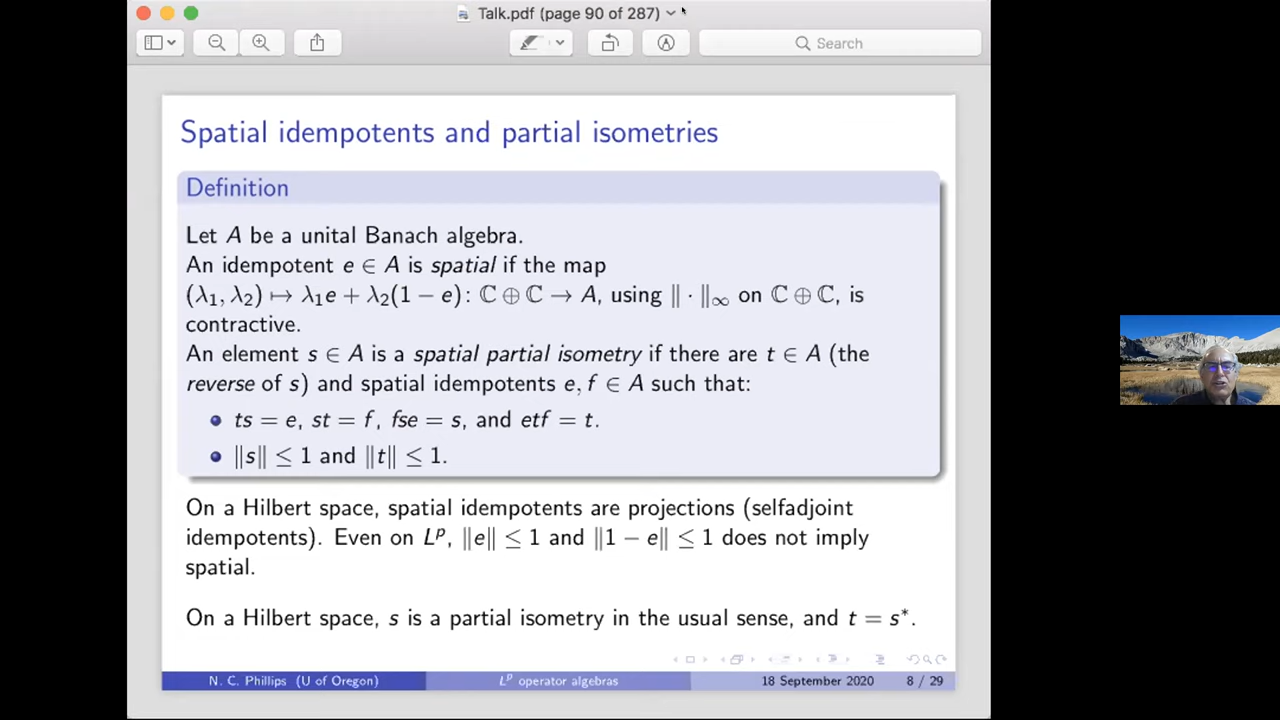 Talk.pdf (page 90 of 287)
Search
Spatial idempotents and partial isometries
Definition
Let A be a unital Banach algebra.
An idempotent e ∈ A is spatial if the map
(λ₁, λ₂) ↦ λ₁e + λ₂(1 − e): ℂ ⊕ ℂ → A, using ‖ · ‖∞ on ℂ ⊕ ℂ, is
contractive.
An element s ∈ A is a spatial partial isometry if there are t ∈ A (the
reverse of s) and spatial idempotents e, f ∈ A such that:
ts = e, st = f, fse = s, and etf = t.
‖s‖ ≤ 1 and ‖t‖ ≤ 1.
On a Hilbert space, spatial idempotents are projections (selfadjoint
idempotents). Even on Lᵖ, ‖e‖ ≤ 1 and ‖1 − e‖ ≤ 1 does not imply
spatial.
On a Hilbert space, s is a partial isometry in the usual sense, and t = s*.
N. C. Phillips (U of Oregon) Lᵖ operator algebras 18 September 2020 8 / 29